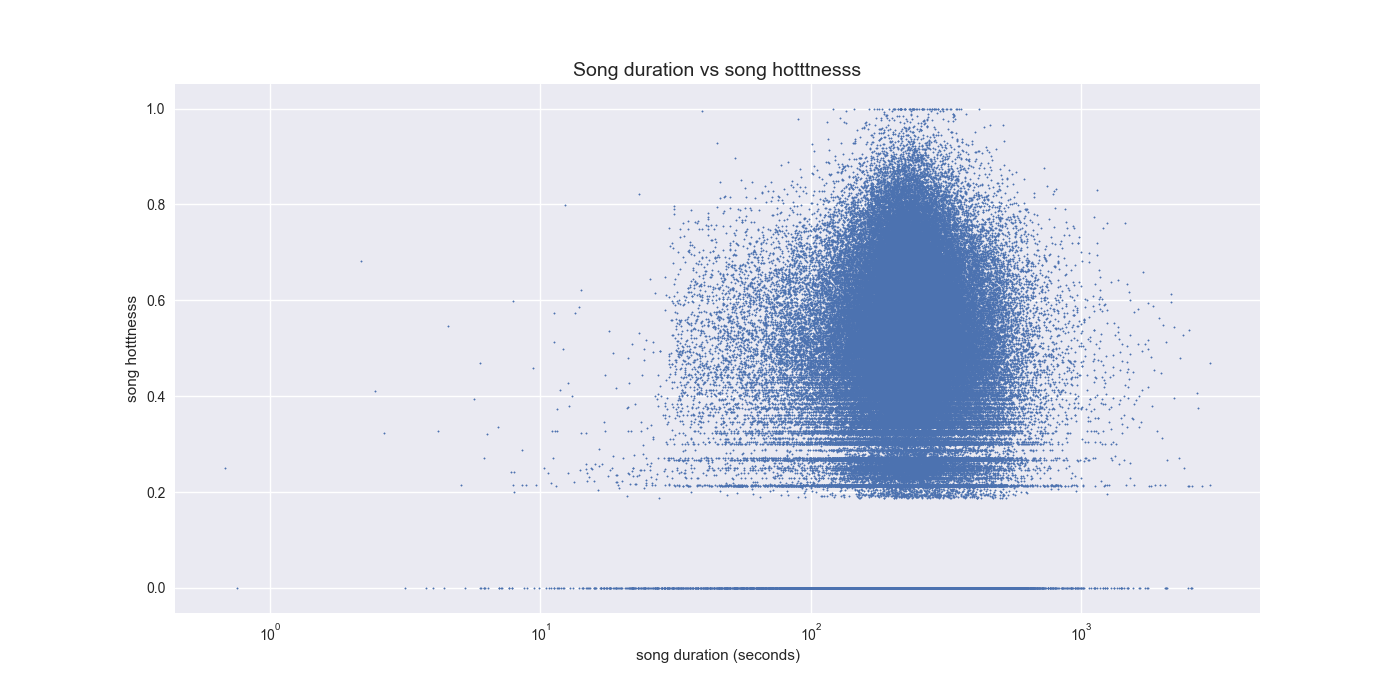 Song duration vs song hotttnesss
1.0
0.8
0.6
0.4
0.2
0.0
song hotttnesss
10⁰ 10¹ 10² 10³
song duration (seconds)